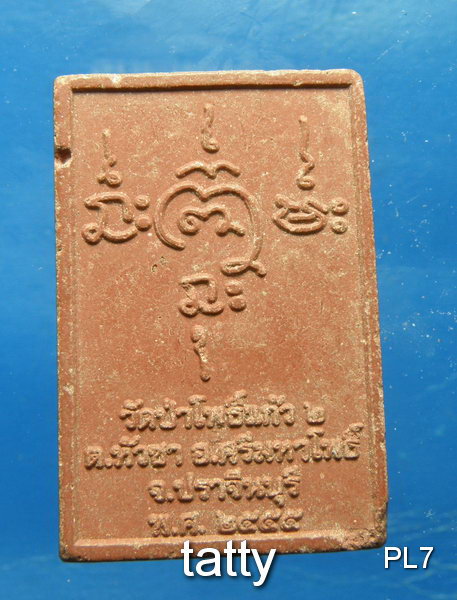 วัดซำโพธิ์แก้ว ๒
ต.หัวซา อ.ศรีมหาโพธิ์
จ.ปราจีนบุรี
พ.ศ. ๒๕๔๕
tatty
PL7